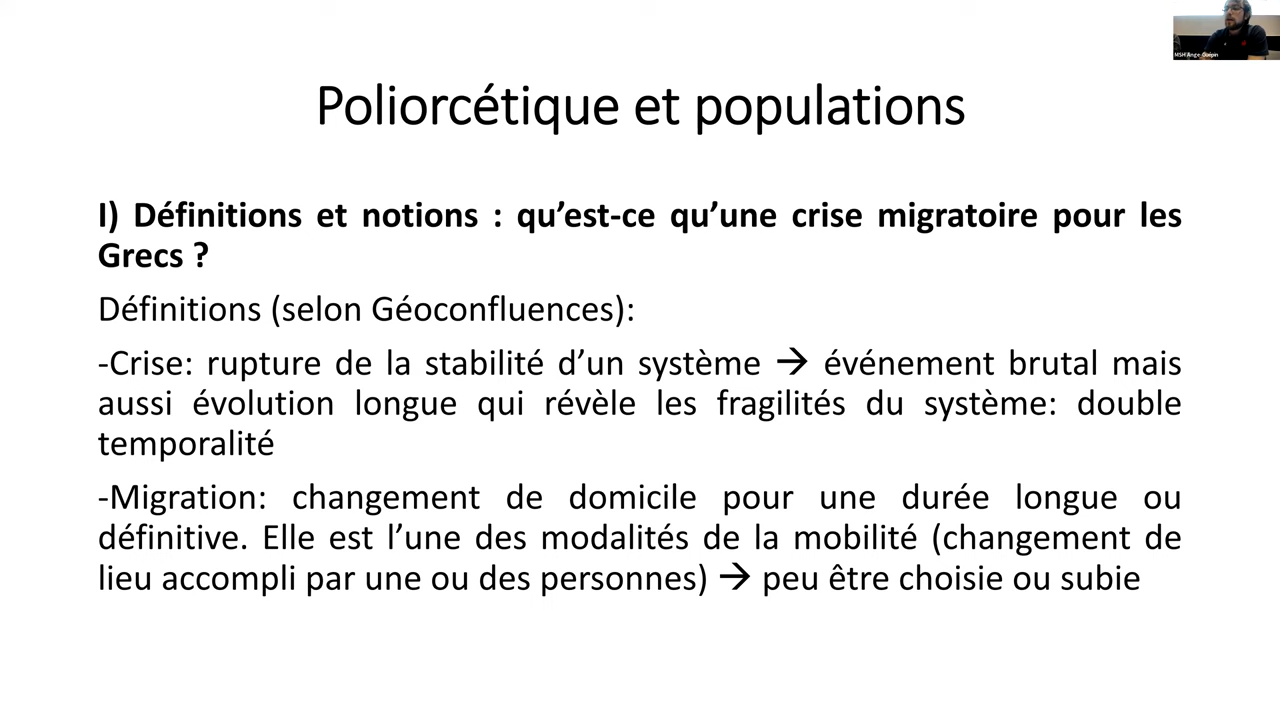 MSH Ange-Guépin
Poliorcétique et populations
I) Définitions et notions : qu’est-ce qu’une crise migratoire pour les
Grecs ?
Définitions (selon Géoconfluences):
-Crise: rupture de la stabilité d’un système → événement brutal mais
aussi évolution longue qui révèle les fragilités du système: double
temporalité
-Migration: changement de domicile pour une durée longue ou
définitive. Elle est l’une des modalités de la mobilité (changement de
lieu accompli par une ou des personnes) → peu être choisie ou subie